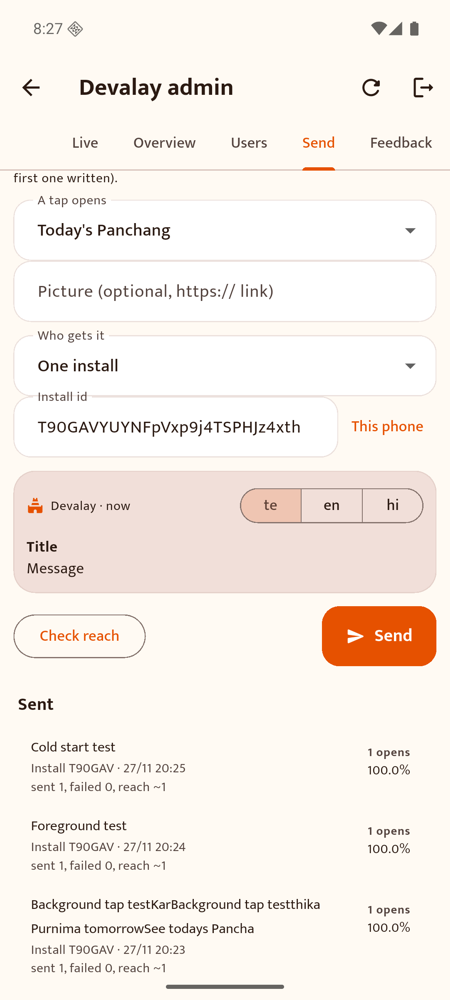 8:27
Devalay admin
Live Overview Users Send Feedback
first one written).
A tap opens
Today's Panchang
Picture (optional, https:// link)
Who gets it
One install
Install id
T90GAVYUYNFpVxp9j4TSPHJz4xth This phone
Devalay · now te en hi
Title
Message
Check reach Send
Sent
Cold start test 1 opens
Install T90GAV · 27/11 20:25 100.0%
sent 1, failed 0, reach ~1
Foreground test 1 opens
Install T90GAV · 27/11 20:24 100.0%
sent 1, failed 0, reach ~1
Background tap testKarBackground tap testthika 1 opens
Purnima tomorrowSee todays Pancha 100.0%
Install T90GAV · 27/11 20:23
sent 1, failed 0, reach ~1